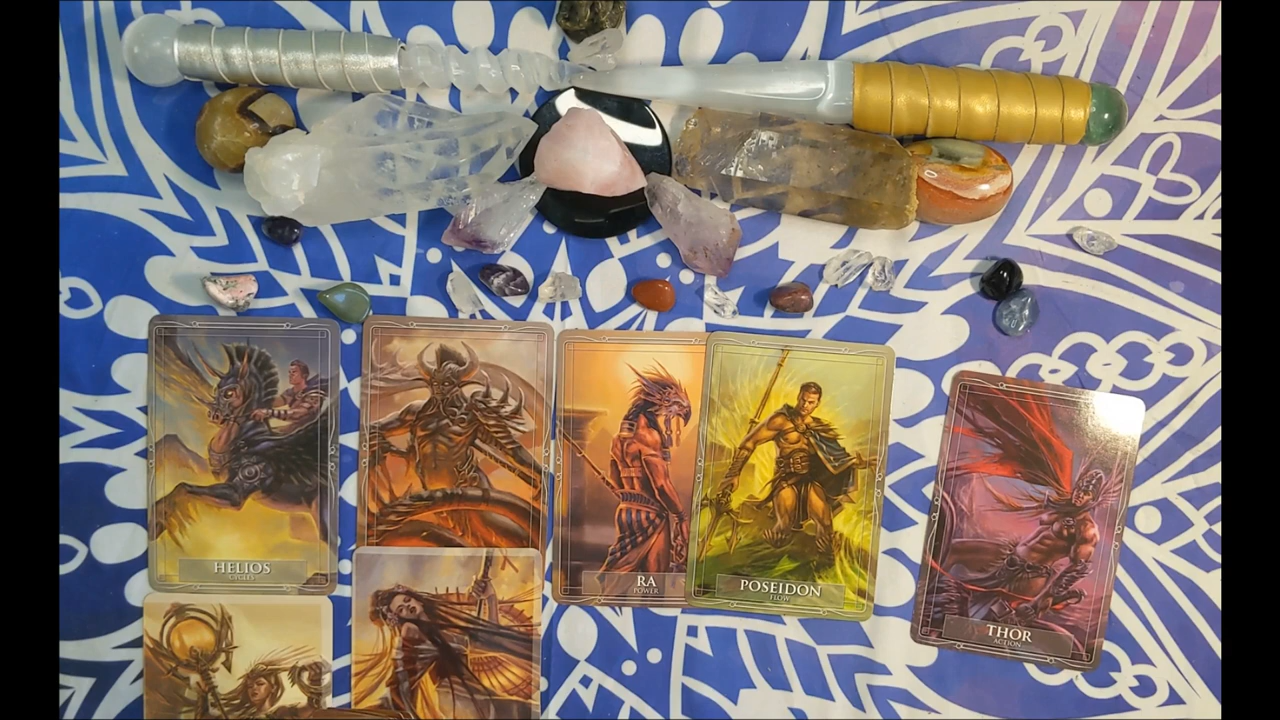 HELIOS
CYCLES
RA
POWER
POSEIDON
FLOW
THOR
ACTION